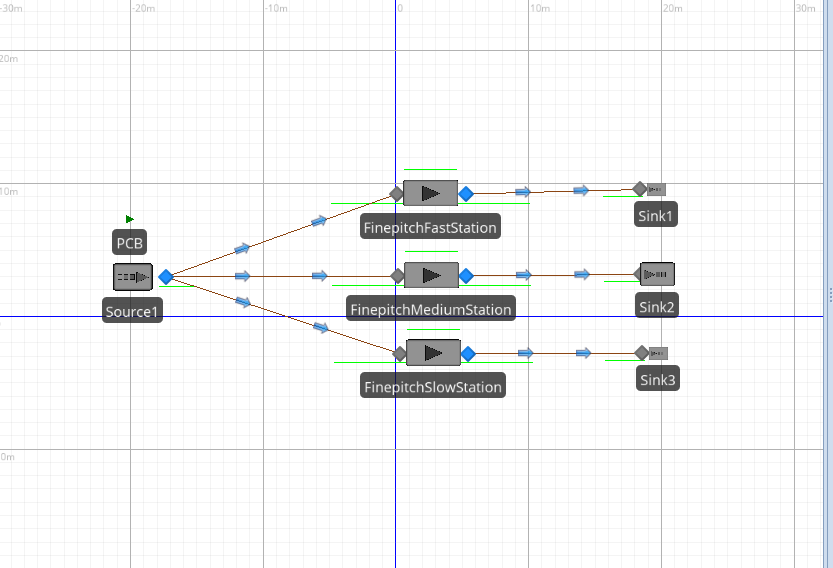 -30m
-20m
-10m
0
10m
20m
30m
20m
10m
FinepitchFastStation
Sink1
PCB
Source1
FinepitchMediumStation
Sink2
FinepitchSlowStation
Sink3
0m